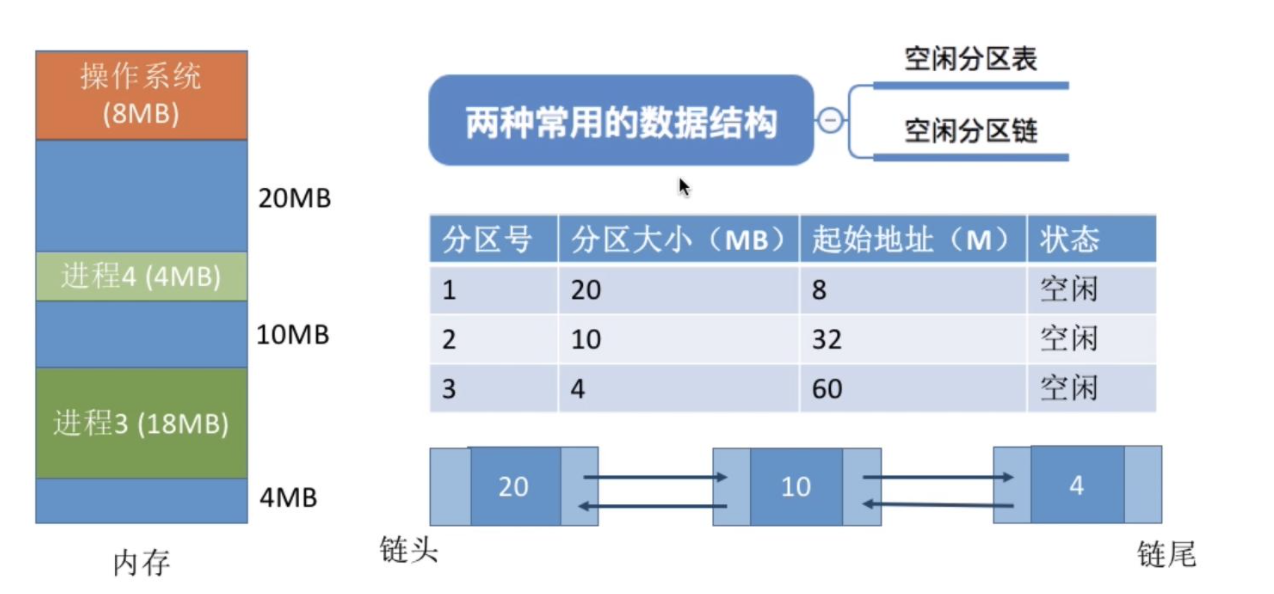 操作系统
(8MB)
20MB
进程4 (4MB)
10MB
进程3 (18MB)
4MB
内存
两种常用的数据结构
空闲分区表
空闲分区链
分区号 分区大小（MB） 起始地址（M） 状态
1 20 8 空闲
2 10 32 空闲
3 4 60 空闲
20 10 4
链头 链尾